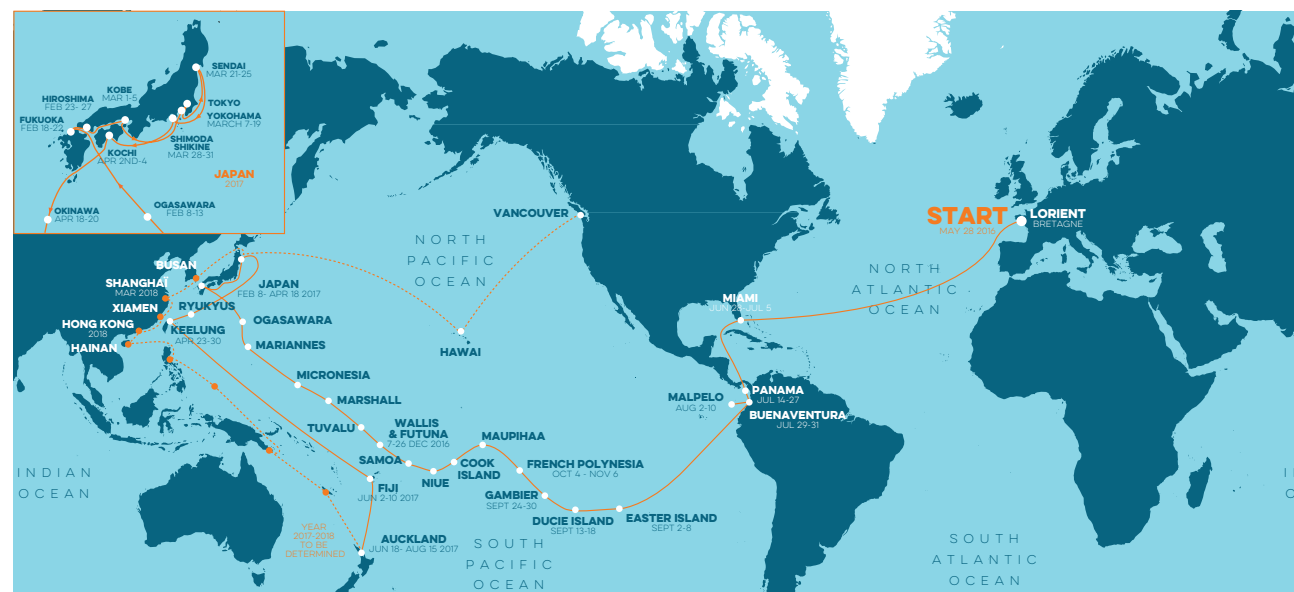 SENDAI
MAR 21-25
KOBE
MAR 1-5
HIROSHIMA
FEB 23- 27
TOKYO
FUKUOKA
FEB 18-22
YOKOHAMA
MARCH 7-19
SHIMODA
SHIKINE
MAR 28-31
KOCHI
APR 2ND-4
JAPAN
2017
OKINAWA
APR 18-20
OGASAWARA
FEB 8-13
START
MAY 28 2016
LORIENT
BRETAGNE
VANCOUVER
NORTH
PACIFIC
OCEAN
NORTH
ATLANTIC
OCEAN
BUSAN
SHANGHAI
MAR 2018
JAPAN
FEB 8- APR 18 2017
XIAMEN
RYUKYUS
HONG KONG
2018
KEELUNG
APR 23-30
HAINAN
OGASAWARA
MARIANNES
HAWAI
MIAMI
JUN 28-JUL 5
MICRONESIA
MARSHALL
PANAMA
JUL 14-27
MALPELO
AUG 2-10
BUENAVENTURA
JUL 29-31
TUVALU
WALLIS
& FUTUNA
7-26 DEC 2016
MAUPIHAA
SAMOA
NIUE
COOK
ISLAND
FRENCH POLYNESIA
OCT 4 - NOV 6
INDIAN
OCEAN
FIJI
JUN 2-10 2017
GAMBIER
SEPT 24-30
DUCIE ISLAND
SEPT 13-18
EASTER ISLAND
SEPT 2-8
YEAR
2017-2018
TO BE
DETERMINED
AUCKLAND
JUN 18- AUG 15 2017
SOUTH
PACIFIC
OCEAN
SOUTH
ATLANTIC
OCEAN